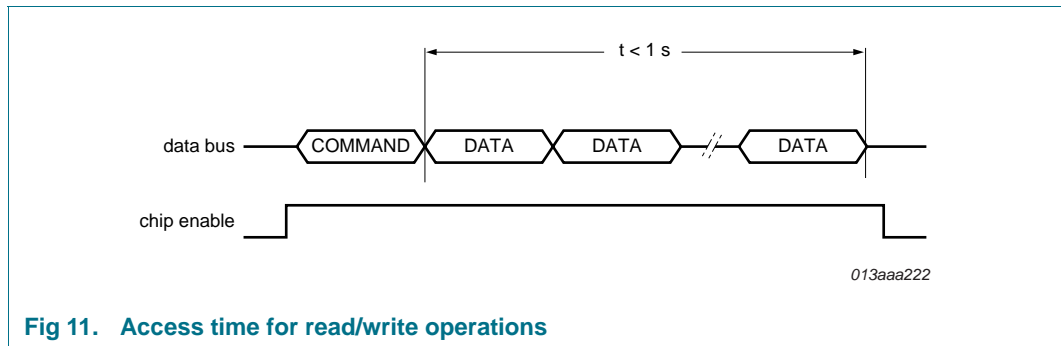 t < 1 s
data bus COMMAND DATA DATA DATA
chip enable
013aaa222
Fig 11. Access time for read/write operations